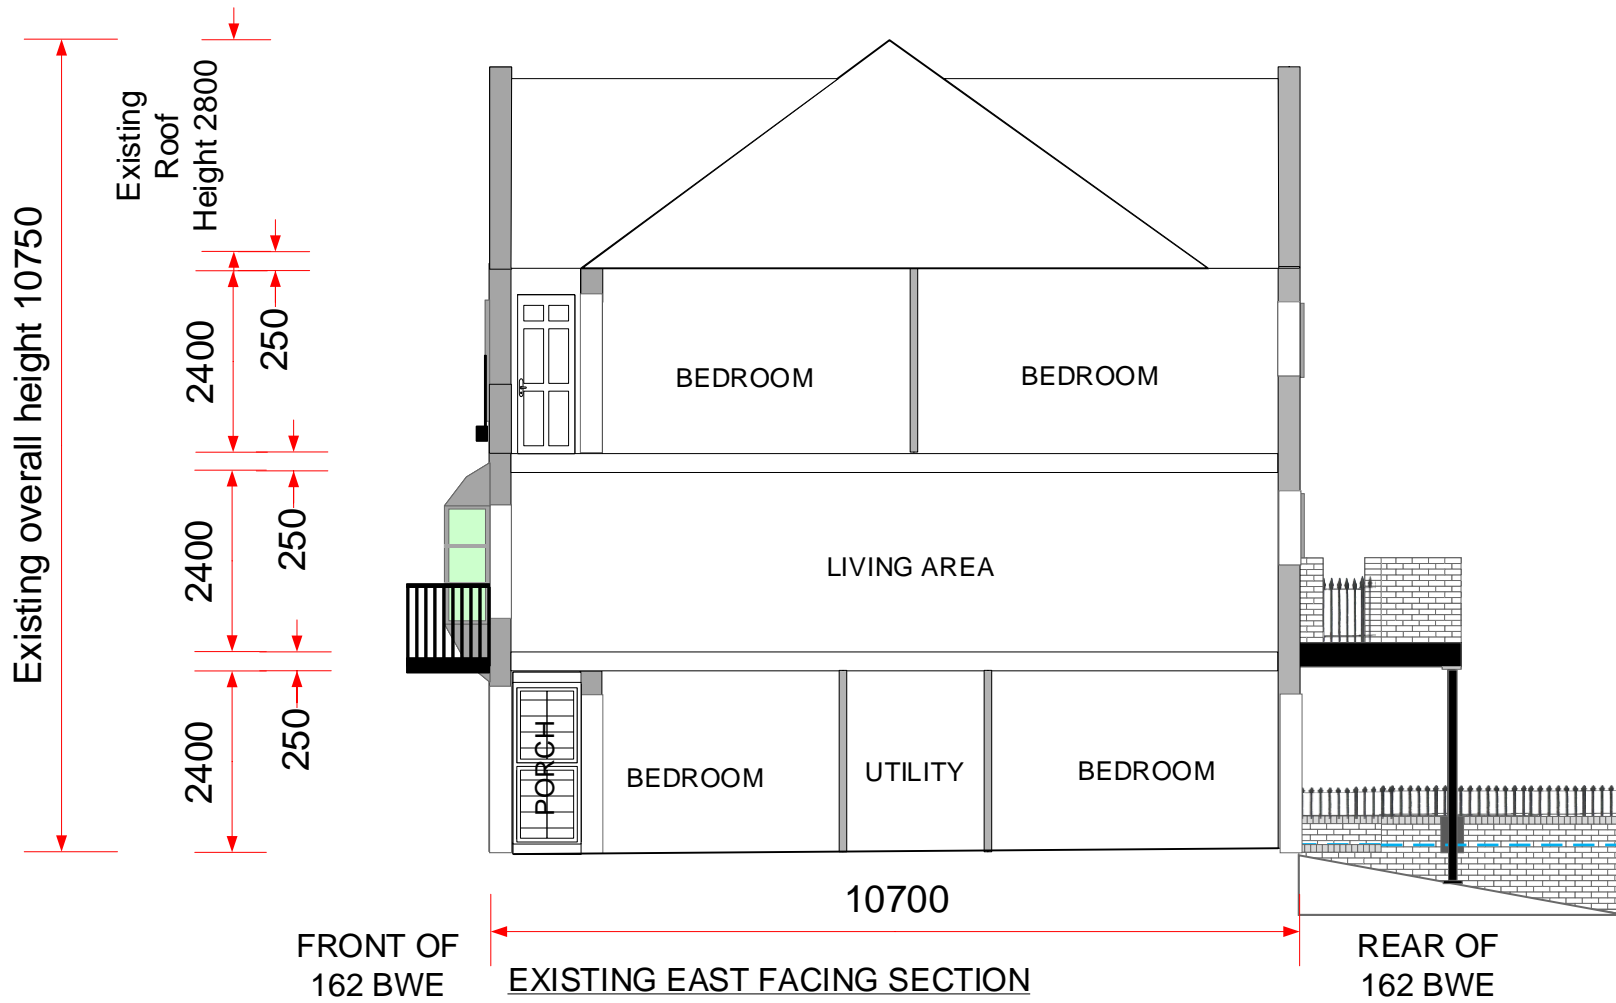 Existing overall height 10750
Existing
Roof
Height 2800
2400
250
2400
250
2400
250
BEDROOM
BEDROOM
LIVING AREA
PORCH
BEDROOM
UTILITY
BEDROOM
10700
FRONT OF
162 BWE
EXISTING EAST FACING SECTION
REAR OF
162 BWE